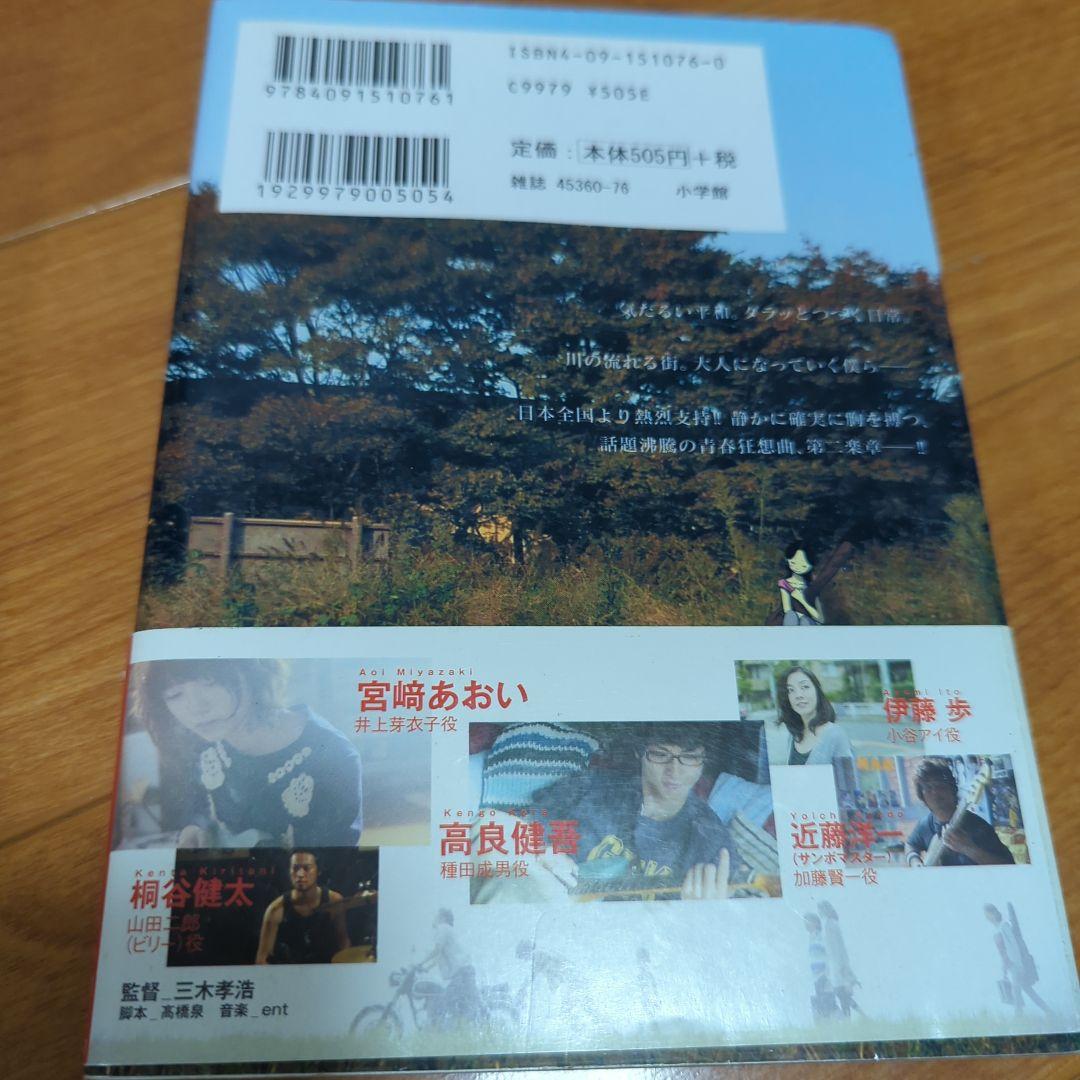 ISBN4-09-151076-0
9784091510761
C9979 ¥505E
定価：本体505円+税
1929979005054
雑誌 45360-76
小学館
気だるい平和。ダラッとつづく日常。
川の流れる街。大人になっていく僕ら——
日本全国より熱烈支持!! 静かに確実に胸を搏つ、
話題沸騰の青春狂想曲、第二楽章——!!
Aoi Miyazaki
宮﨑あおい
井上芽衣子役
Ayumi Ito
伊藤 歩
小谷アイ役
Kengo Kora
高良健吾
種田成男役
Yoichi Kondo
近藤洋一
(サンボマスター)
加藤賢一役
Kenta Kiritani
桐谷健太
山田二郎
(ビリー)役
監督_三木孝浩
脚本_髙橋泉 音楽_ent